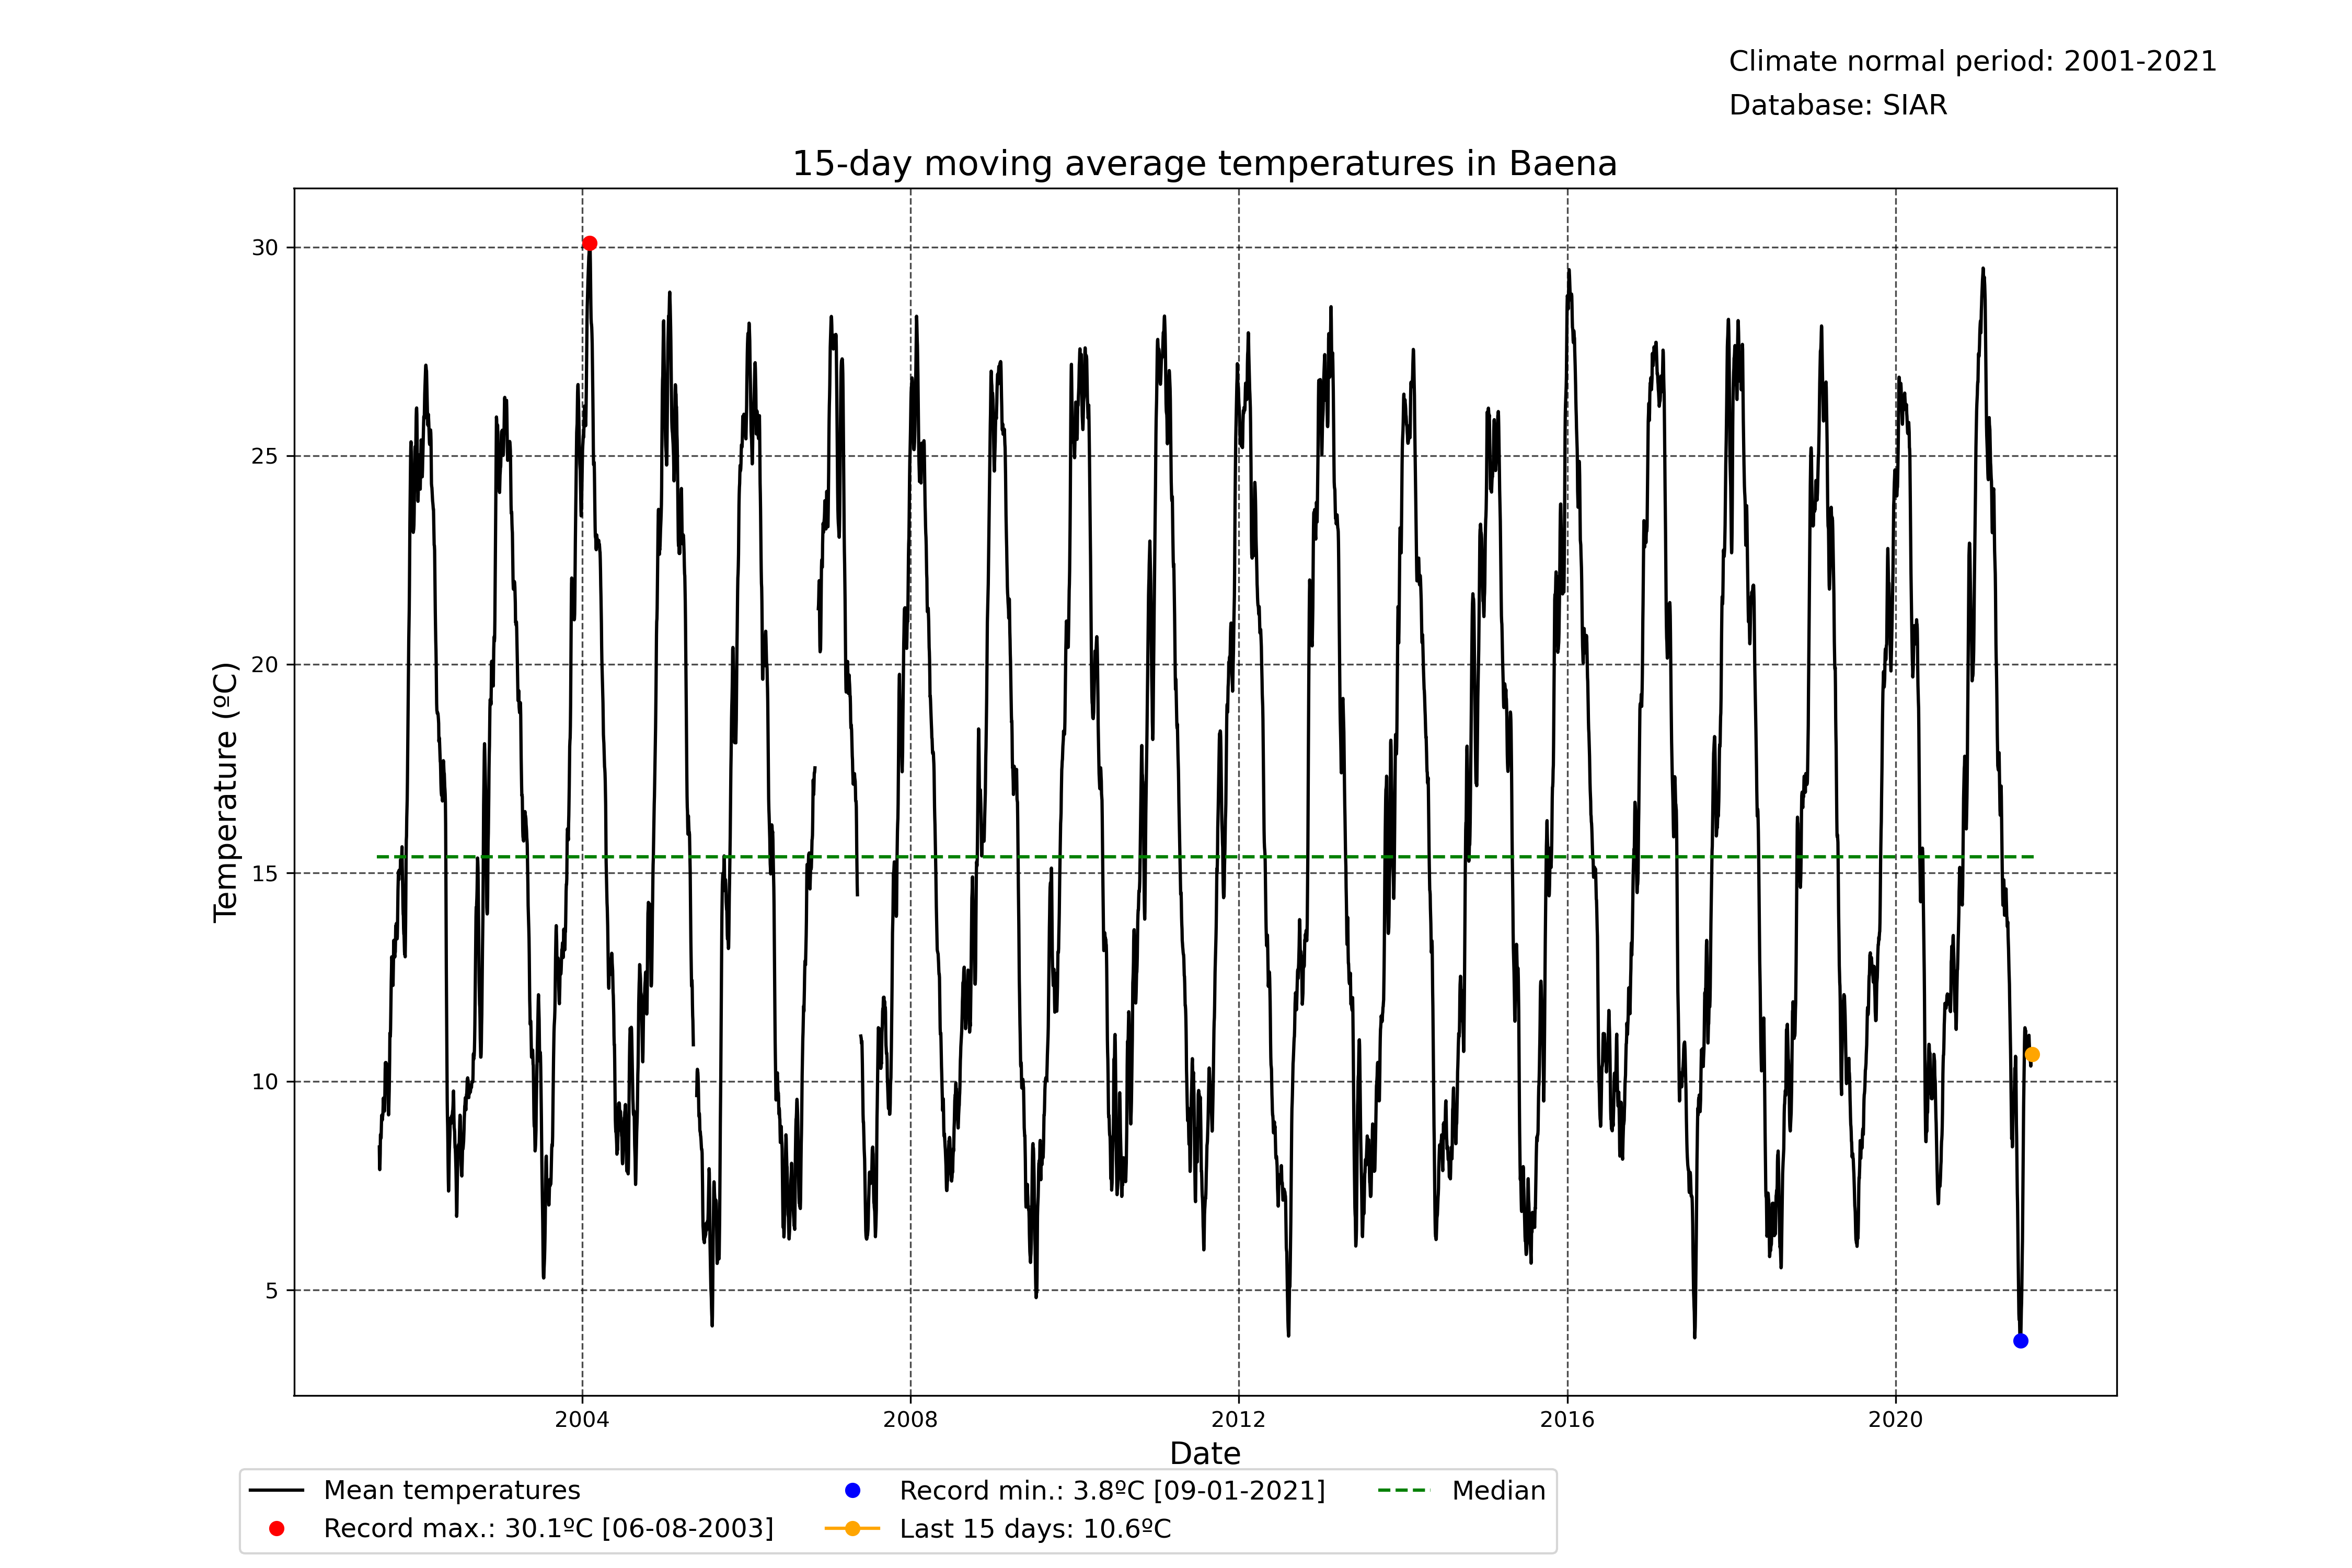 Climate normal period: 2001-2021
Database: SIAR
15-day moving average temperatures in Baena
30
25
20
15
10
5
Temperature (ºC)
2004 2008 2012 2016 2020
Date
Mean temperatures
Record max.: 30.1ºC [06-08-2003]
Record min.: 3.8ºC [09-01-2021]
Last 15 days: 10.6ºC
Median